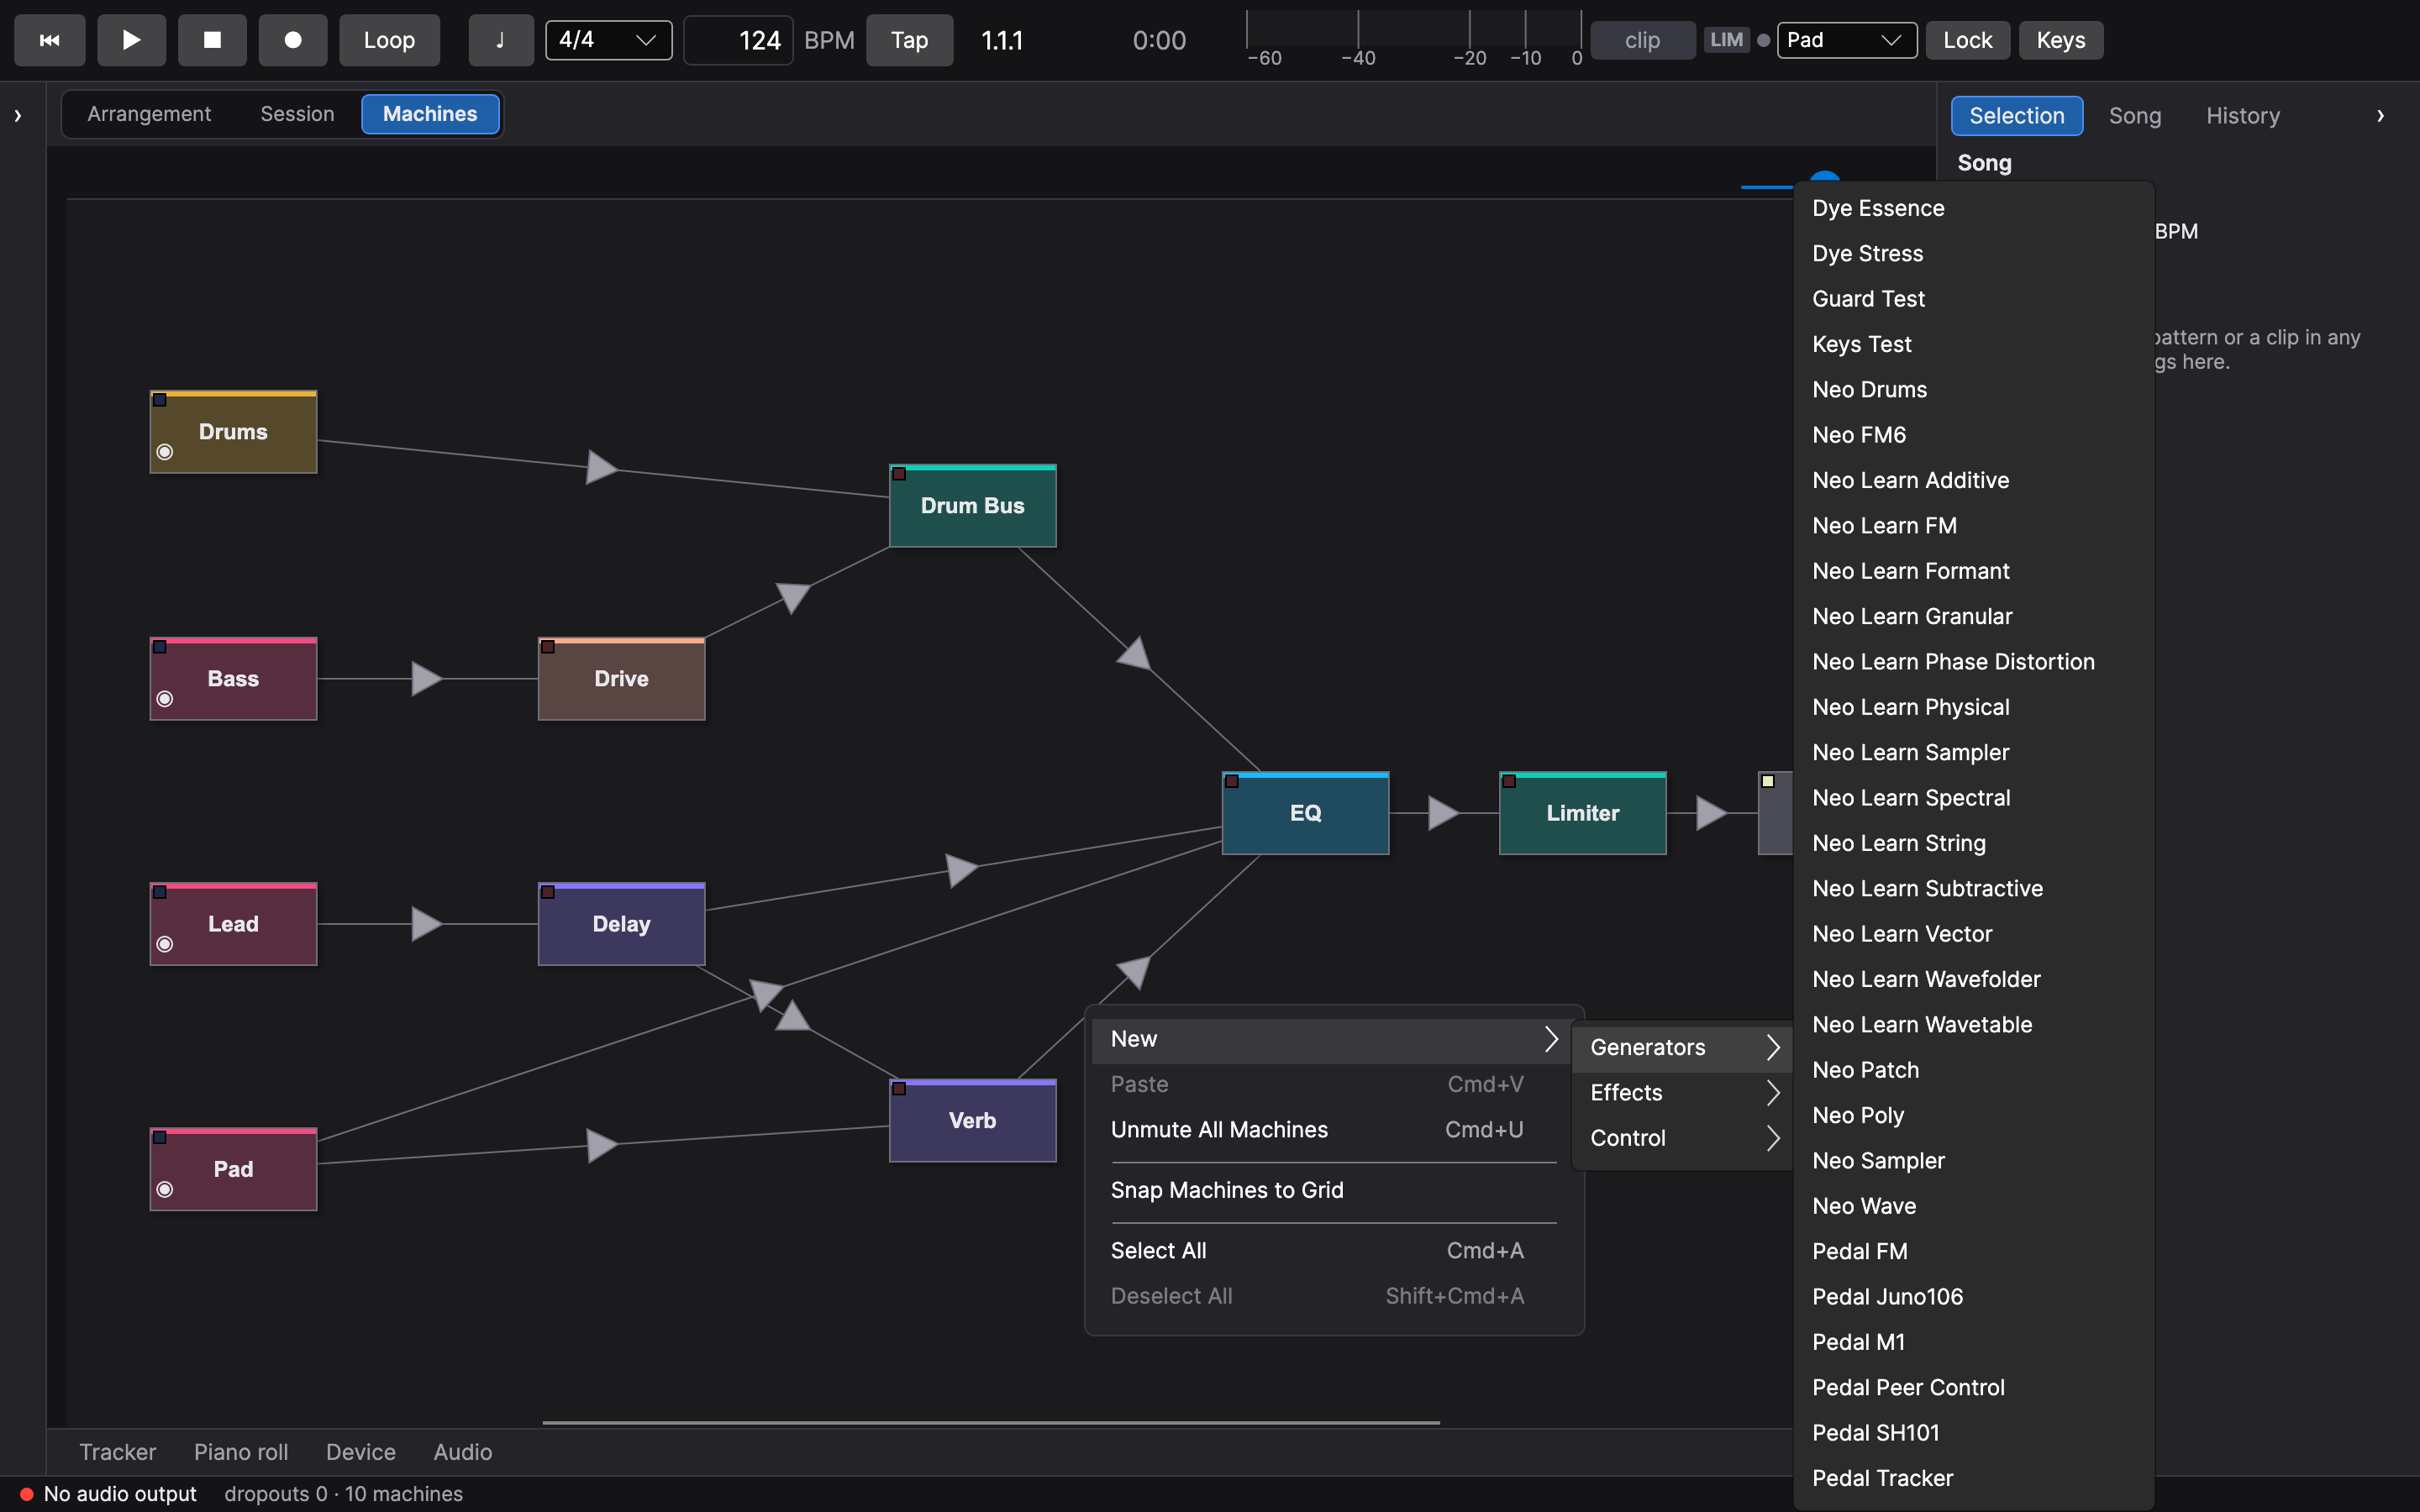 Loop
4/4
124 BPM
Tap
1.1.1
0:00
−60 −40 −20 −10 0
clip
LIM
Pad
Lock
Keys
Arrangement
Session
Machines
Selection
Song
History
Song
BPM
pattern or a clip in any
gs here.
Drums
Drum Bus
Bass
Drive
Lead
Delay
EQ
Limiter
Pad
Verb
New
Paste Cmd+V
Unmute All Machines Cmd+U
Snap Machines to Grid
Select All Cmd+A
Deselect All Shift+Cmd+A
Generators
Effects
Control
Dye Essence
Dye Stress
Guard Test
Keys Test
Neo Drums
Neo FM6
Neo Learn Additive
Neo Learn FM
Neo Learn Formant
Neo Learn Granular
Neo Learn Phase Distortion
Neo Learn Physical
Neo Learn Sampler
Neo Learn Spectral
Neo Learn String
Neo Learn Subtractive
Neo Learn Vector
Neo Learn Wavefolder
Neo Learn Wavetable
Neo Patch
Neo Poly
Neo Sampler
Neo Wave
Pedal FM
Pedal Juno106
Pedal M1
Pedal Peer Control
Pedal SH101
Pedal Tracker
Tracker
Piano roll
Device
Audio
No audio output
dropouts 0 · 10 machines